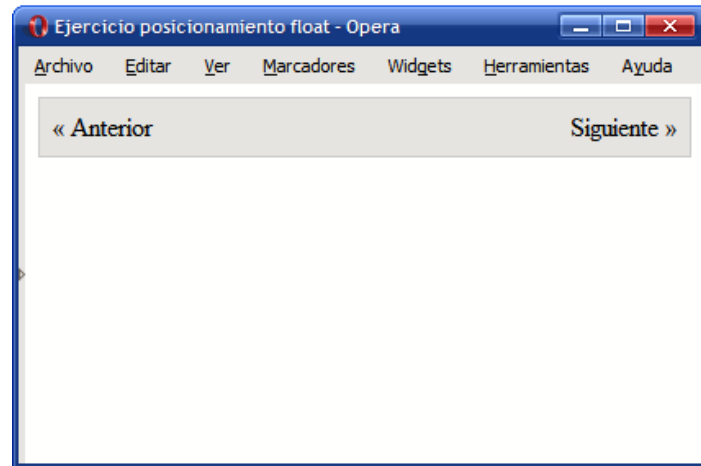 Ejercicio posicionamiento float - Opera
Archivo Editar Ver Marcadores Widgets Herramientas Ayuda
« Anterior Siguiente »